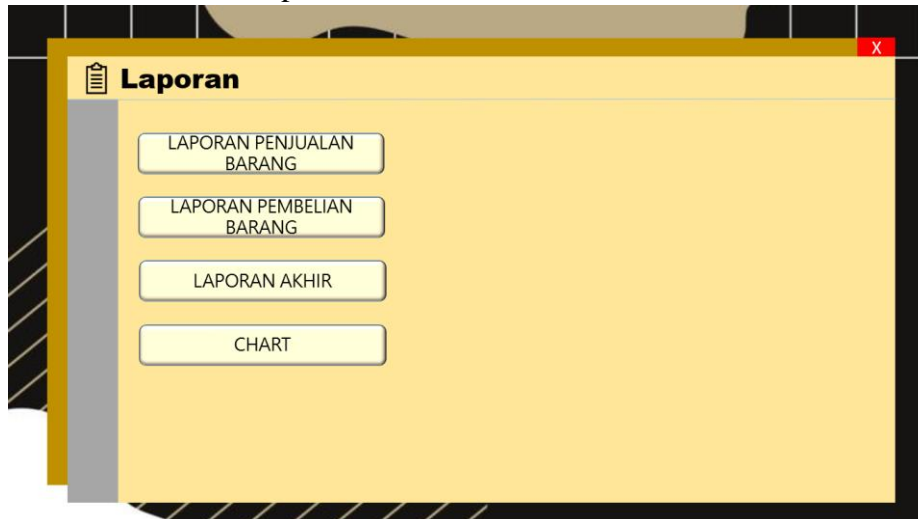 X
Laporan
LAPORAN PENJUALAN
BARANG
LAPORAN PEMBELIAN
BARANG
LAPORAN AKHIR
CHART